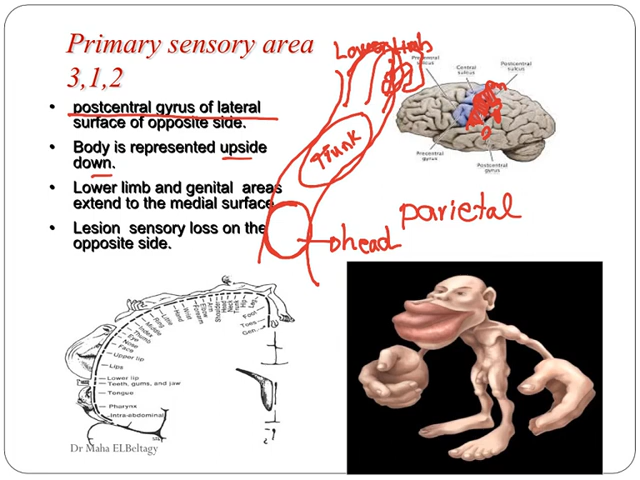 Primary sensory area
3,1,2
• postcentral gyrus of lateral
surface of opposite side.
• Body is represented upside
down.
• Lower limb and genital areas
extend to the medial surface
• Lesion sensory loss on the
opposite side.
Lower limb
Trunk
head
parietal
Precentral
sulcus
Central
sulcus
Postcentral
sulcus
Precentral
gyrus
Postcentral
gyrus
Leg
Hip
Trunk
Neck
Head
Shoulder
Arm
Elbow
Forearm
Wrist
Hand
Little
Ring
Middle
Index
Thumb
Eye
Nose
Face
Upper lip
Lips
Lower lip
Teeth, gums, and jaw
Tongue
Pharynx
Intra-abdominal
Foot
Toes
Gen.
Dr Maha ELBeltagy